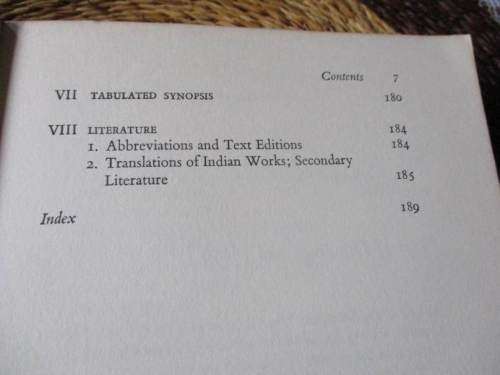 Contents 7
VII TABULATED SYNOPSIS 180
VIII LITERATURE 184
1. Abbreviations and Text Editions 184
2. Translations of Indian Works; Secondary
Literature 185
Index 189